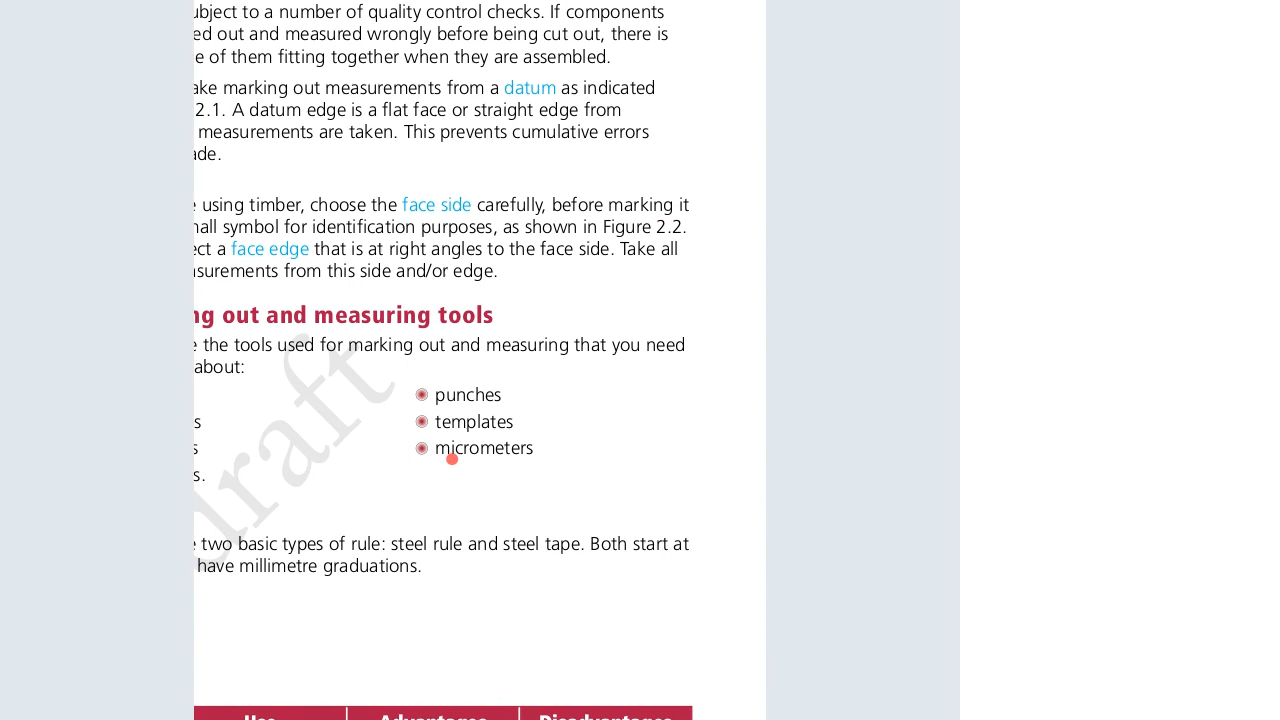 ubject to a number of quality control checks. If components
ed out and measured wrongly before being cut out, there is
e of them fitting together when they are assembled.
ake marking out measurements from a datum as indicated
2.1. A datum edge is a flat face or straight edge from
measurements are taken. This prevents cumulative errors
ade.
e using timber, choose the face side carefully, before marking it
nall symbol for identification purposes, as shown in Figure 2.2.
ect a face edge that is at right angles to the face side. Take all
asurements from this side and/or edge.
ng out and measuring tools
e the tools used for marking out and measuring that you need
about:
punches
s templates
s micrometers
s.
draft
e two basic types of rule: steel rule and steel tape. Both start at
have millimetre graduations.
Use Advantages Disadvantages